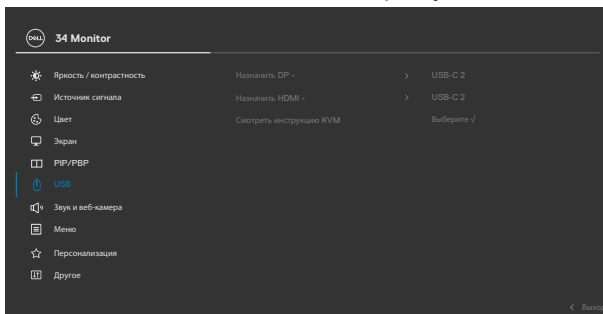 DELL 34 Monitor
Яркость / контрастность Назначить DP - > USB-C 2
Источник сигнала Назначить HDMI - > USB-C 2
Цвет Смотреть инструкцию KVM Выберите √
Экран
PIP/PBP
USB
Звук и веб-камера
Меню
Персонализация
Другое
< Выход